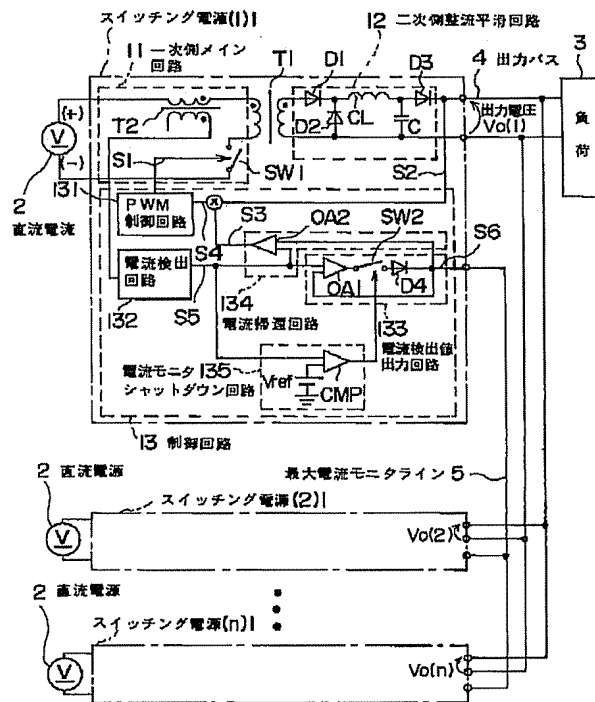 スイッチング電源(1)1
12 二次側整流平滑回路
11 一次側メイン
回路
T1
D1
D3
4 出力バス
3
負荷
(+)
(-)
V
T2
CL
D2
C
出力電圧
Vo(1)
S1
SW1
S2
131
2
直流電流
PWM
制御回路
S4
S3
OA2
SW2
S6
電流検出
回路
S5
132
134
電流帰還回路
OA1
D4
133
電流検出値
出力回路
電流モニタ
シャットダウン回路
135
Vref
CMP
13 制御回路
最大電流モニタライン 5
2 直流電源
V
スイッチング電源(2)1
Vo(2)
2 直流電源
V
スイッチング電源(n)1
Vo(n)